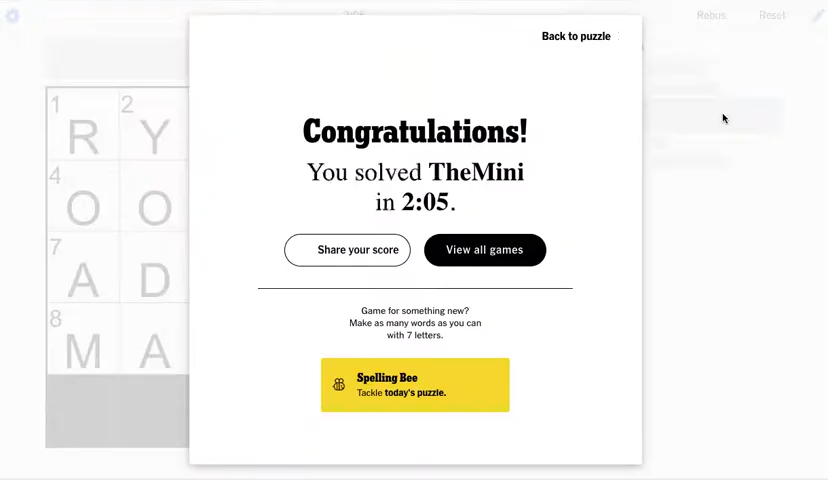 2:05
Rebus
Reset
Back to puzzle
1
2
R
Y
4
O
O
7
A
D
8
M
A
Congratulations!
You solved TheMini
in 2:05.
Share your score
View all games
Game for something new?
Make as many words as you can
with 7 letters.
Spelling Bee
Tackle today's puzzle.